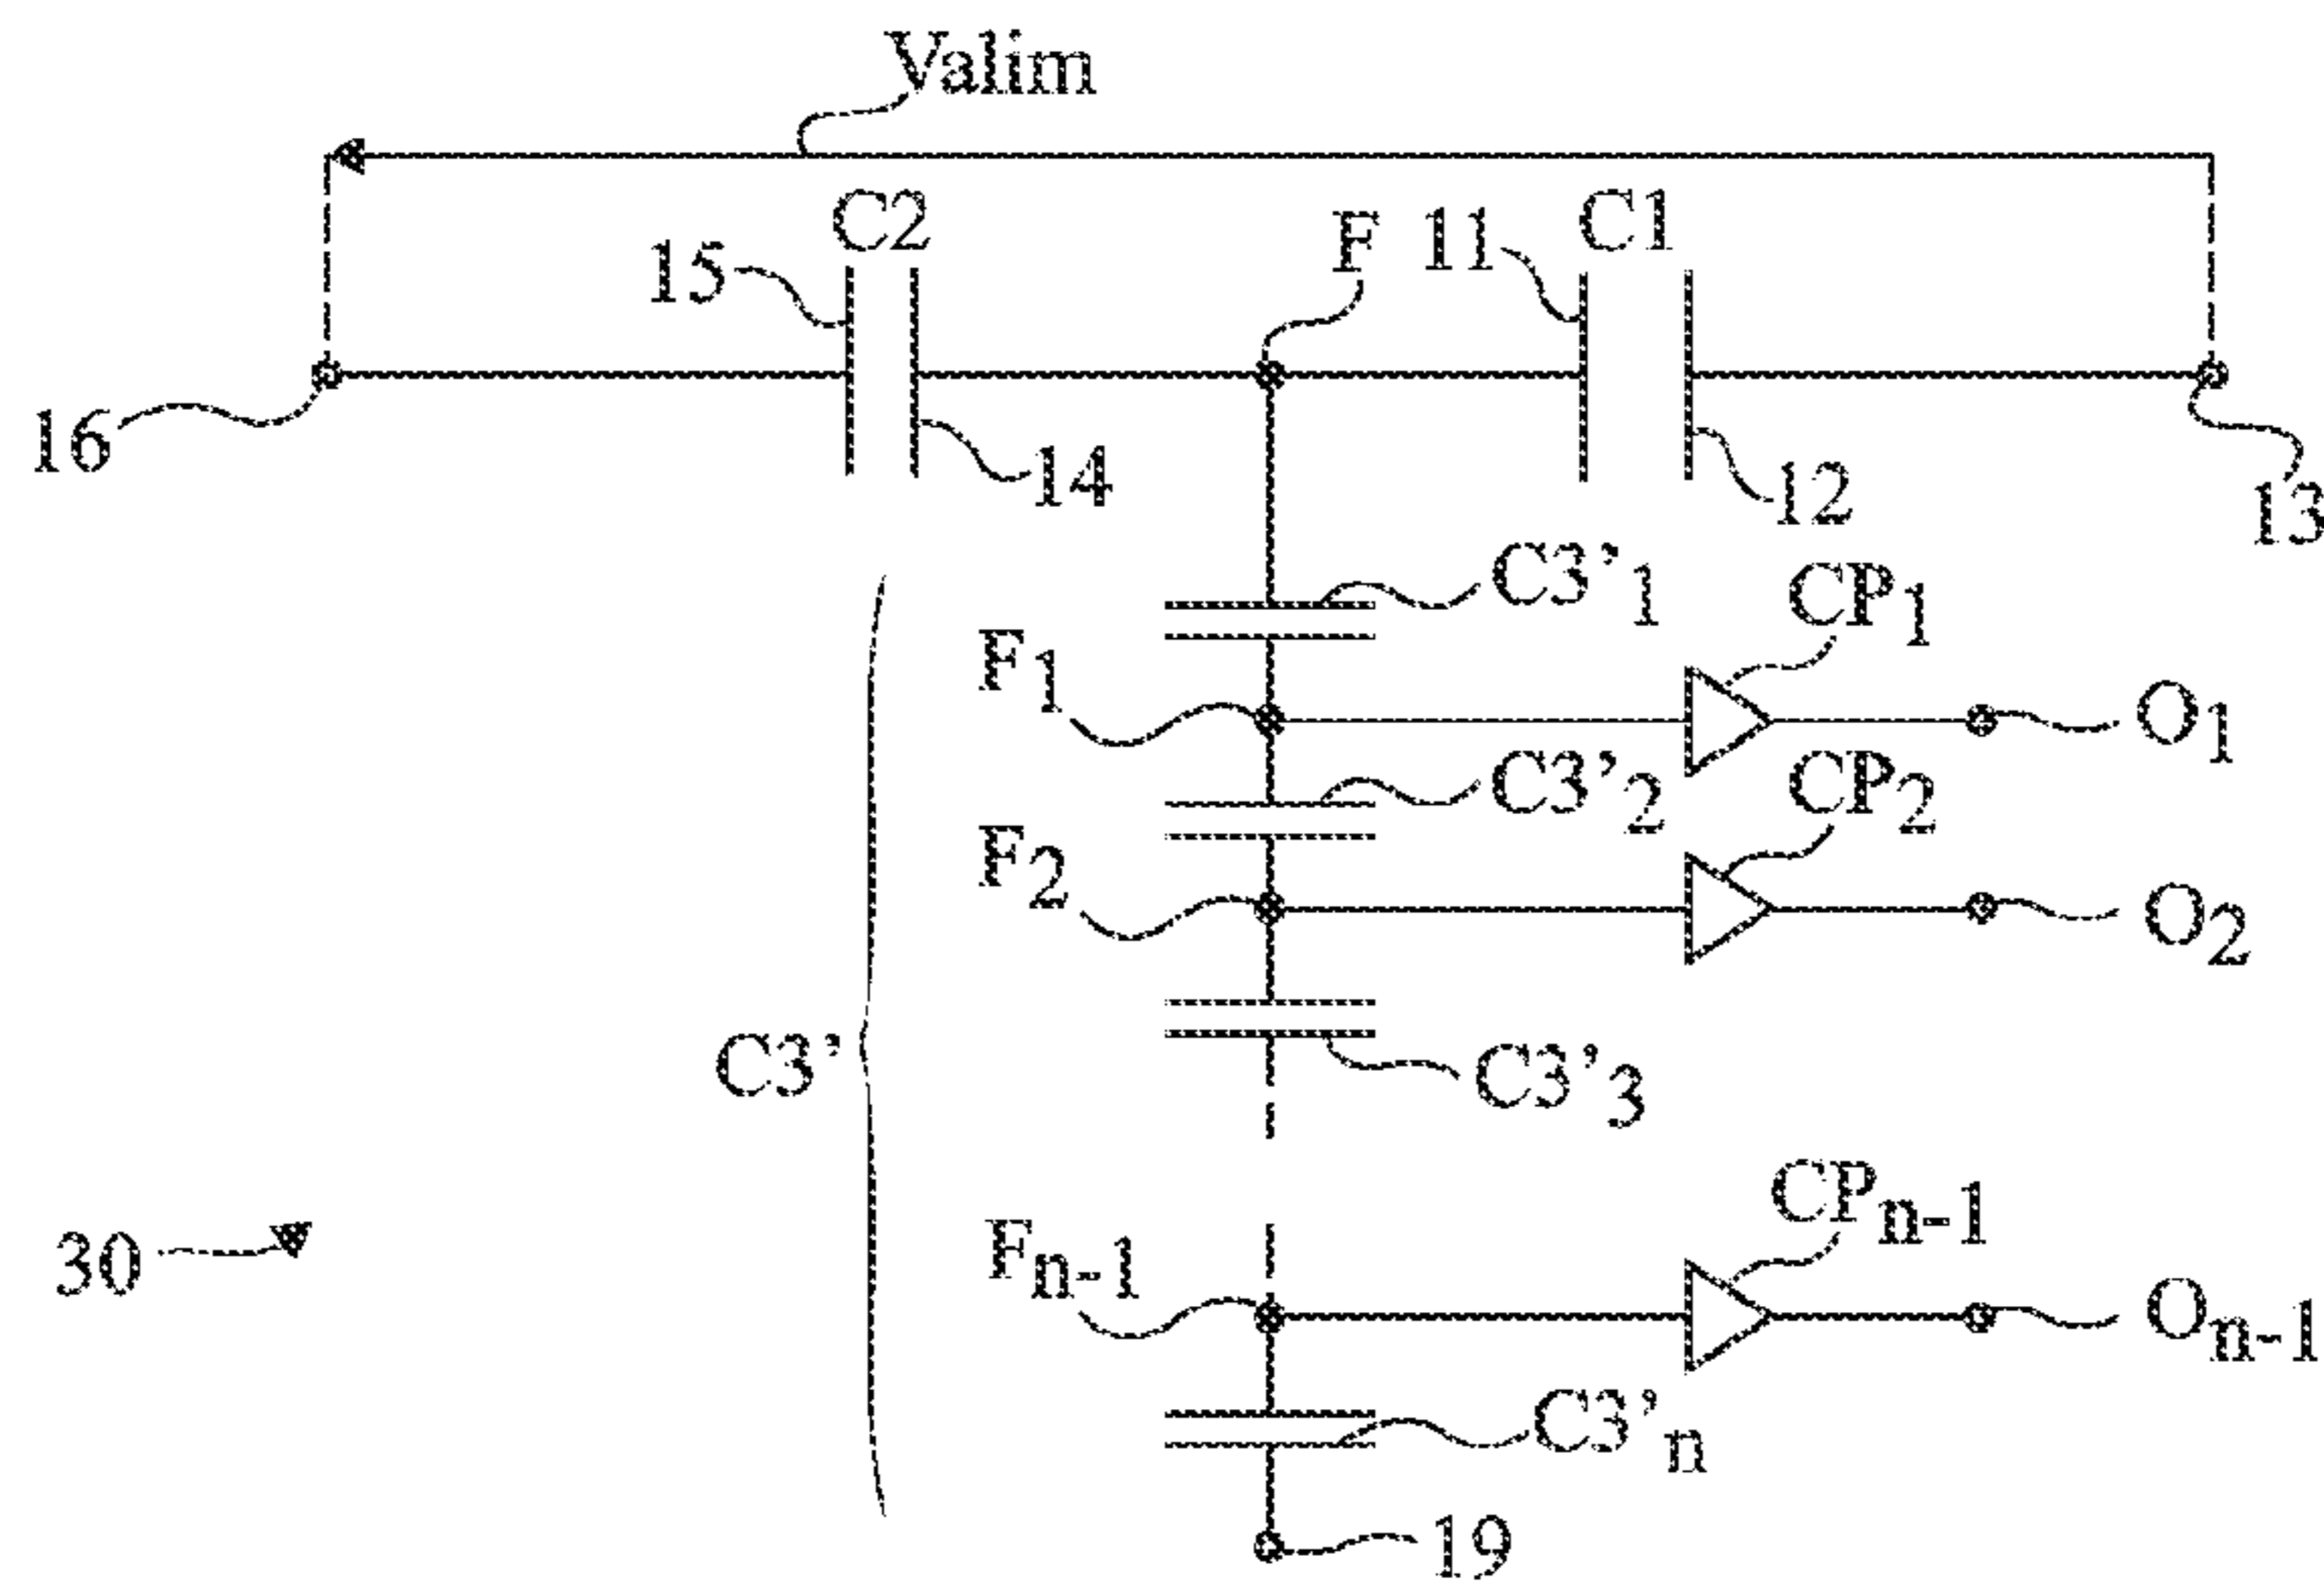 Valim
C2
C1
15
F
11
16
14
12
13
C3'1
CP1
F1
O1
C3'2
CP2
F2
O2
C3'
C3'3
CPn-1
30
Fn-1
On-1
C3'n
19